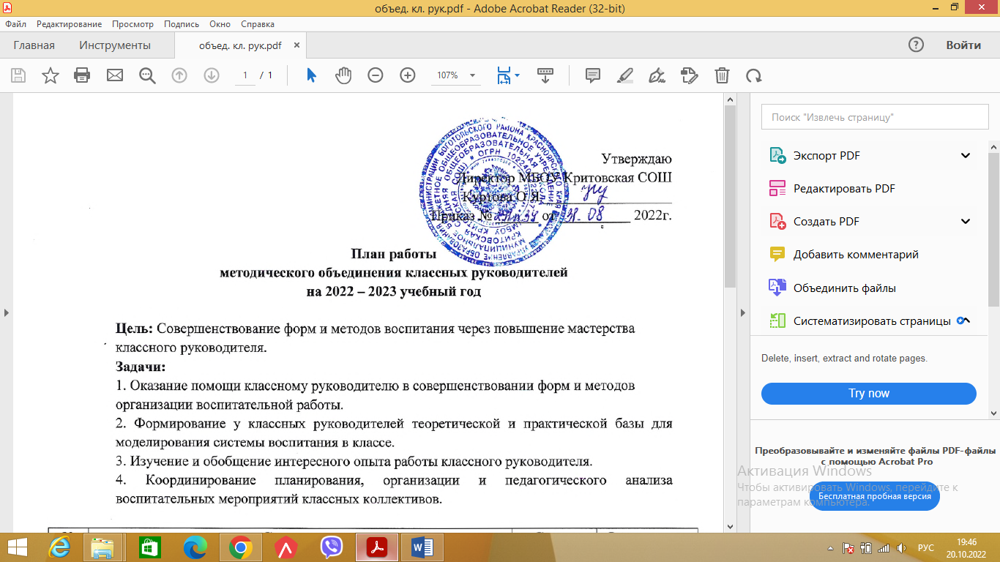 объед. кл. рук.pdf - Adobe Acrobat Reader (32-bit)
Файл Редактирование Просмотр Подпись Окно Справка
Главная Инструменты объед. кл. рук.pdf × Войти
1 / 1 107%
Утверждаю
Директор МБОУ Критовская СОШ
Куртова О.Я.
Приказ № от 31.08 2022г.
План работы
методического объединения классных руководителей
на 2022 – 2023 учебный год
Цель: Совершенствование форм и методов воспитания через повышение мастерства
классного руководителя.
Задачи:
1. Оказание помощи классному руководителю в совершенствовании форм и методов
организации воспитательной работы.
2. Формирование у классных руководителей теоретической и практической базы для
моделирования системы воспитания в классе.
3. Изучение и обобщение интересного опыта работы классного руководителя.
4. Координирование планирования, организации и педагогического анализа
воспитательных мероприятий классных коллективов.
Поиск "Извлечь страницу"
Экспорт PDF
Редактировать PDF
Создать PDF
Добавить комментарий
Объединить файлы
Систематизировать страницы
Delete, insert, extract and rotate pages.
Try now
Преобразовывайте и изменяйте файлы PDF-файлы
с помощью Acrobat Pro
Бесплатная пробная версия
Активация Windows
Чтобы активировать Windows, перейдите к
параметрам компьютера.
РУС
19:46
20.10.2022